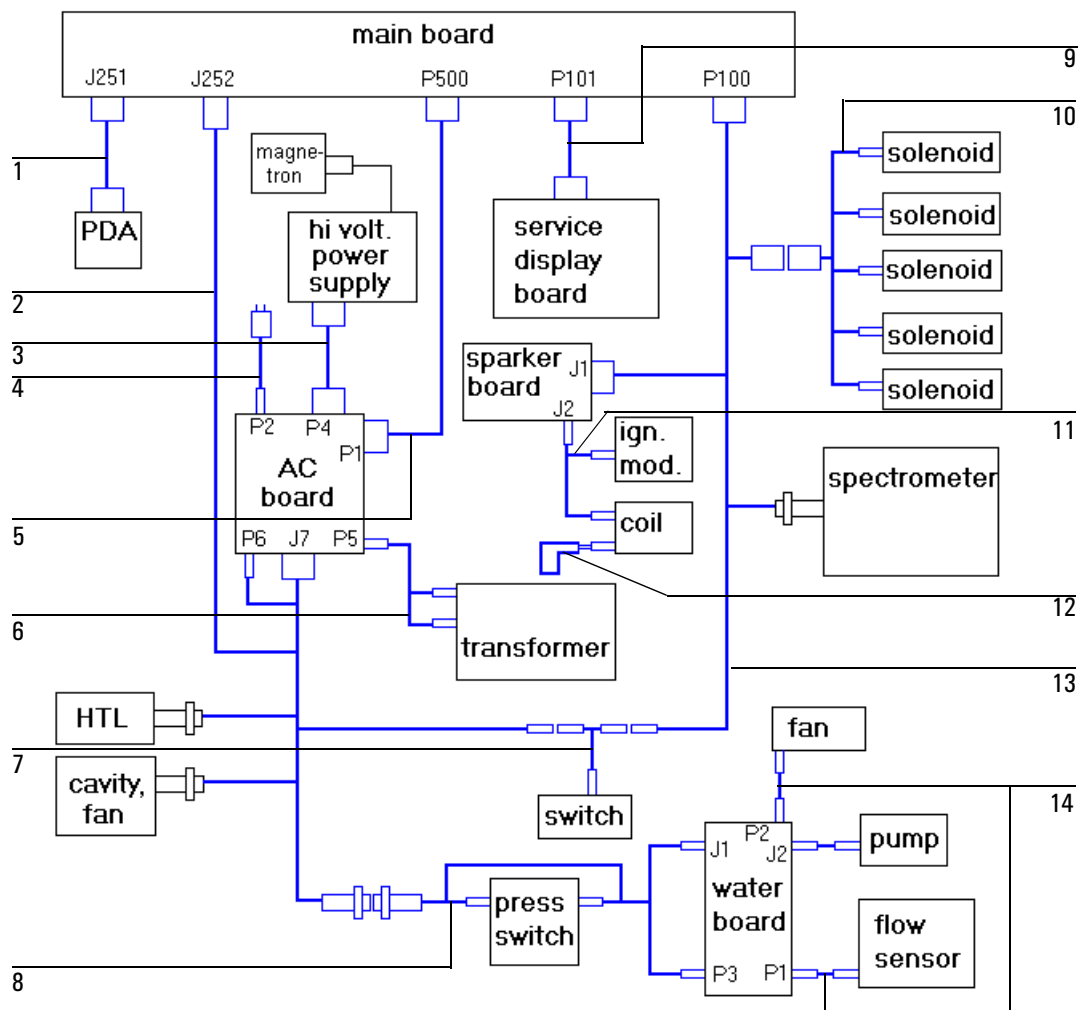 main board
J251
J252
P500
P101
P100
9
10
1
magne-
tron
solenoid
PDA
hi volt.
power
supply
service
display
board
solenoid
solenoid
2
solenoid
3
sparker
board
J1
J2
solenoid
4
P2
P4
P1
AC
board
ign.
mod.
11
spectrometer
5
P6
J7
P5
coil
6
transformer
12
HTL
13
7
fan
cavity,
fan
switch
14
P2
J1
J2
pump
press
switch
water
board
flow
sensor
8
P3
P1